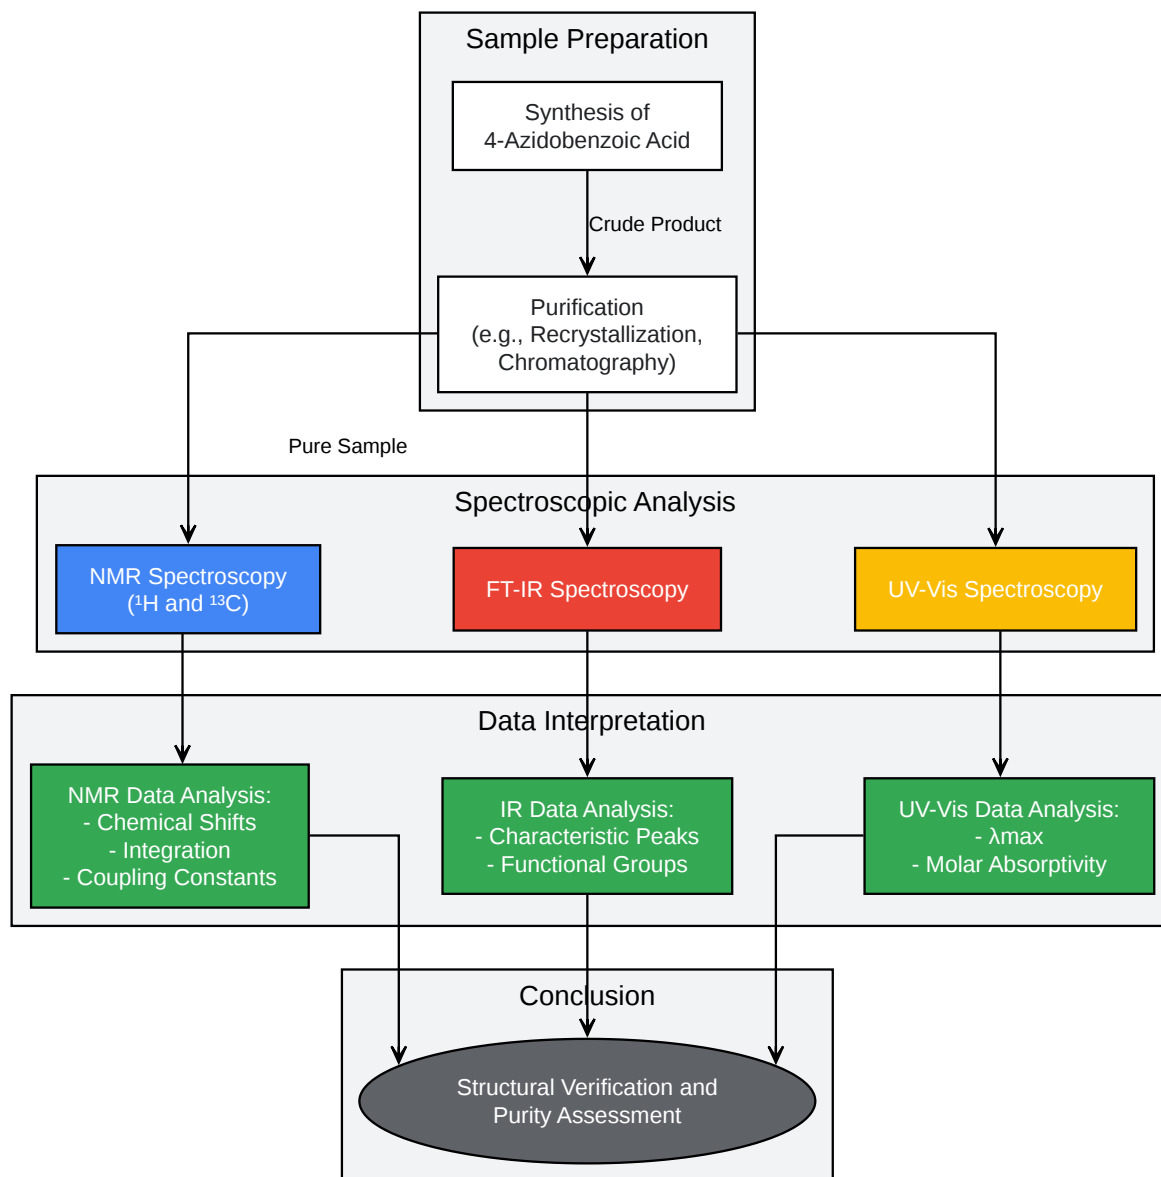 Sample Preparation
Synthesis of
4-Azidobenzoic Acid
Crude Product
Purification
(e.g., Recrystallization,
Chromatography)
Pure Sample
Spectroscopic Analysis
NMR Spectroscopy
(¹H and ¹³C)
FT-IR Spectroscopy
UV-Vis Spectroscopy
Data Interpretation
NMR Data Analysis:
- Chemical Shifts
- Integration
- Coupling Constants
IR Data Analysis:
- Characteristic Peaks
- Functional Groups
UV-Vis Data Analysis:
- λmax
- Molar Absorptivity
Conclusion
Structural Verification and
Purity Assessment